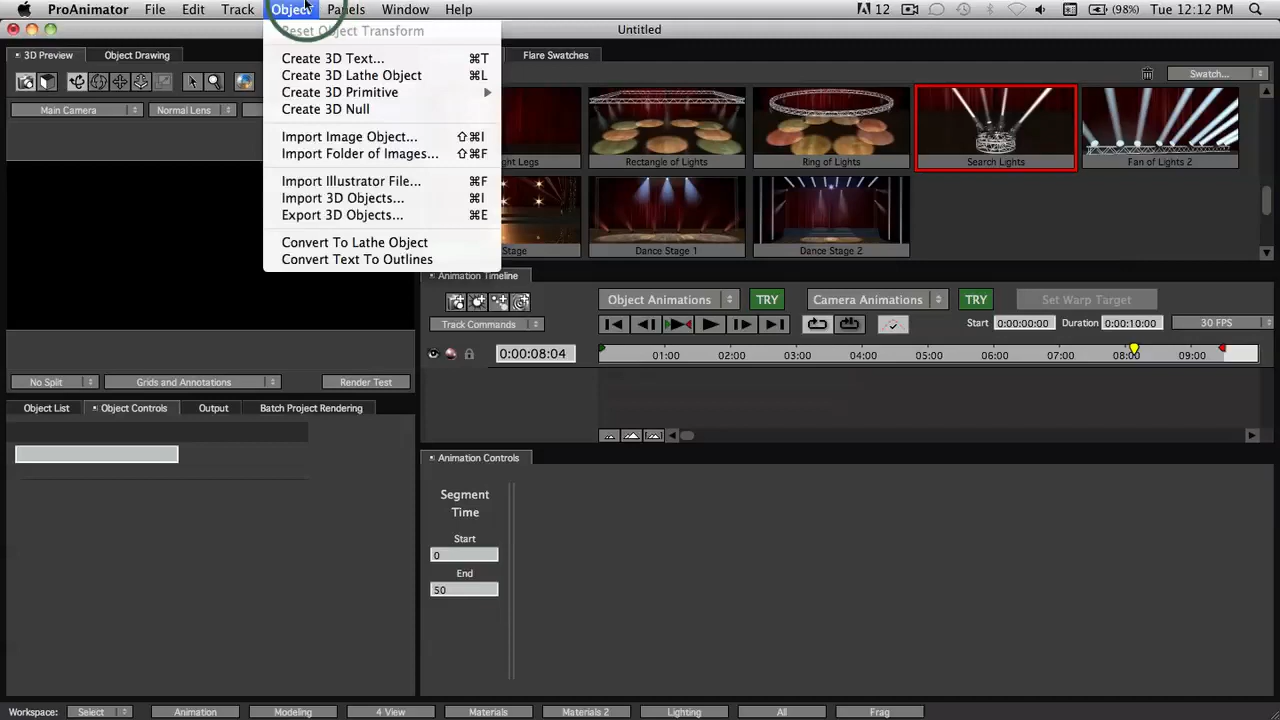 ProAnimator File Edit Track Object Panels Window Help 12 (98%) Tue 12:12 PM
Untitled
3D Preview Object Drawing Flare Swatches
Reset Object Transform
Create 3D Text... ⌘T
Create 3D Lathe Object ⌘L
Create 3D Primitive
Create 3D Null
Import Image Object... ⇧⌘I
Import Folder of Images... ⇧⌘F
Import Illustrator File... ⌘F
Import 3D Objects... ⌘I
Export 3D Objects... ⌘E
Convert To Lathe Object
Convert Text To Outlines
Swatch...
Main Camera Normal Lens
Legs Rectangle of Lights Ring of Lights Search Lights Fan of Lights 2
Stage Dance Stage 1 Dance Stage 2
Animation Timeline
Object Animations TRY Camera Animations TRY Set Warp Target
Track Commands Start 0:00:00:00 Duration 0:00:10:00 30 FPS
0:00:08:04 01:00 02:00 03:00 04:00 05:00 06:00 07:00 08:00 09:00
No Split Grids and Annotations Render Test
Object List Object Controls Output Batch Project Rendering
Animation Controls
Segment
Time
Start
0
End
50
Workspace: Select Animation Modeling 4 View Materials Materials 2 Lighting All Frag